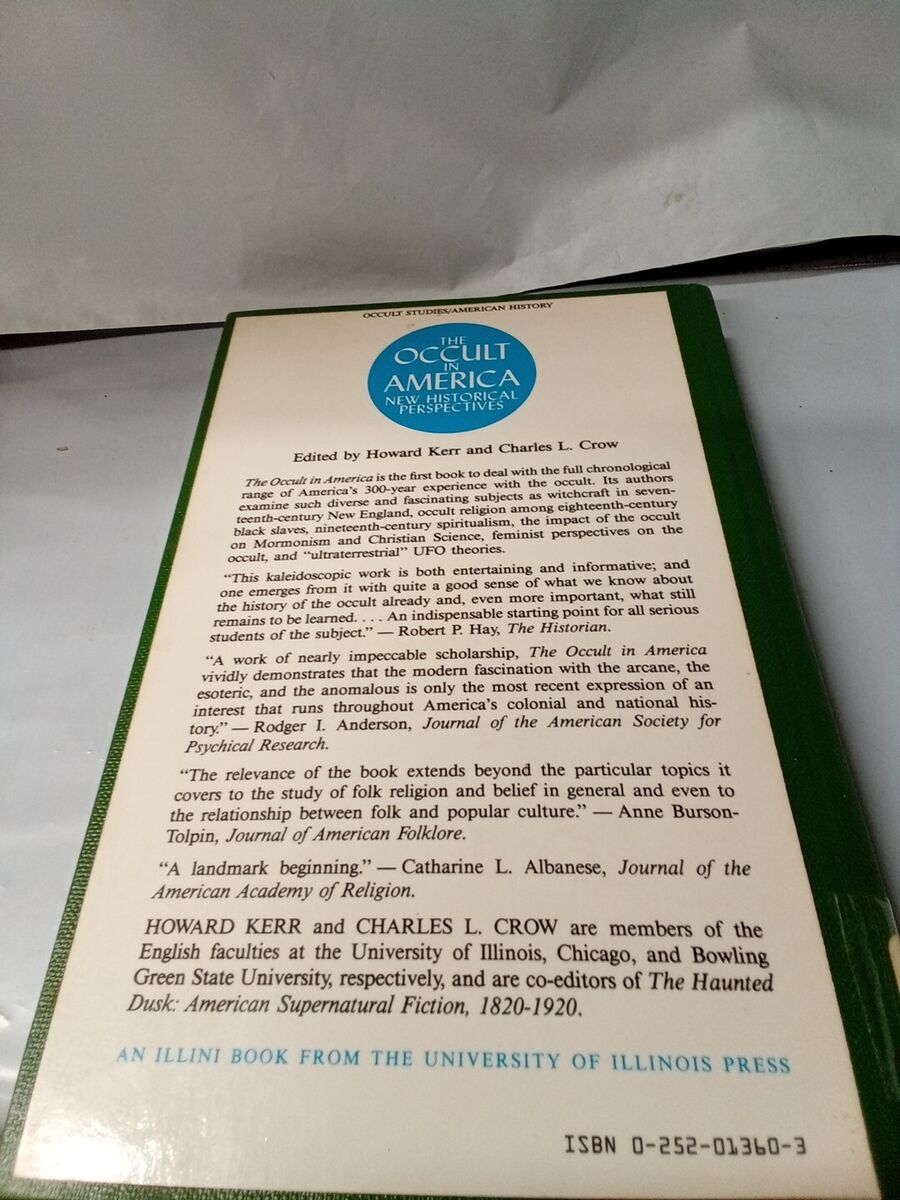 OCCULT STUDIES/AMERICAN HISTORY
THE
OCCULT
IN
AMERICA
NEW HISTORICAL
PERSPECTIVES
Edited by Howard Kerr and Charles L. Crow
The Occult in America is the first book to deal with the full chronological
range of America's 300-year experience with the occult. Its authors
examine such diverse and fascinating subjects as witchcraft in seven-
teenth-century New England, occult religion among eighteenth-century
black slaves, nineteenth-century spiritualism, the impact of the occult
on Mormonism and Christian Science, feminist perspectives on the
occult, and "ultraterrestrial" UFO theories.
"This kaleidoscopic work is both entertaining and informative; and
one emerges from it with quite a good sense of what we know about
the history of the occult already and, even more important, what still
remains to be learned. . . . An indispensable starting point for all serious
students of the subject." — Robert P. Hay, The Historian.
"A work of nearly impeccable scholarship, The Occult in America
vividly demonstrates that the modern fascination with the arcane, the
esoteric, and the anomalous is only the most recent expression of an
interest that runs throughout America's colonial and national his-
tory." — Rodger I. Anderson, Journal of the American Society for
Psychical Research.
"The relevance of the book extends beyond the particular topics it
covers to the study of folk religion and belief in general and even to
the relationship between folk and popular culture." — Anne Burson-
Tolpin, Journal of American Folklore.
"A landmark beginning." — Catharine L. Albanese, Journal of the
American Academy of Religion.
HOWARD KERR and CHARLES L. CROW are members of the
English faculties at the University of Illinois, Chicago, and Bowling
Green State University, respectively, and are co-editors of The Haunted
Dusk: American Supernatural Fiction, 1820-1920.
AN ILLINI BOOK FROM THE UNIVERSITY OF ILLINOIS PRESS
ISBN 0-252-01360-3